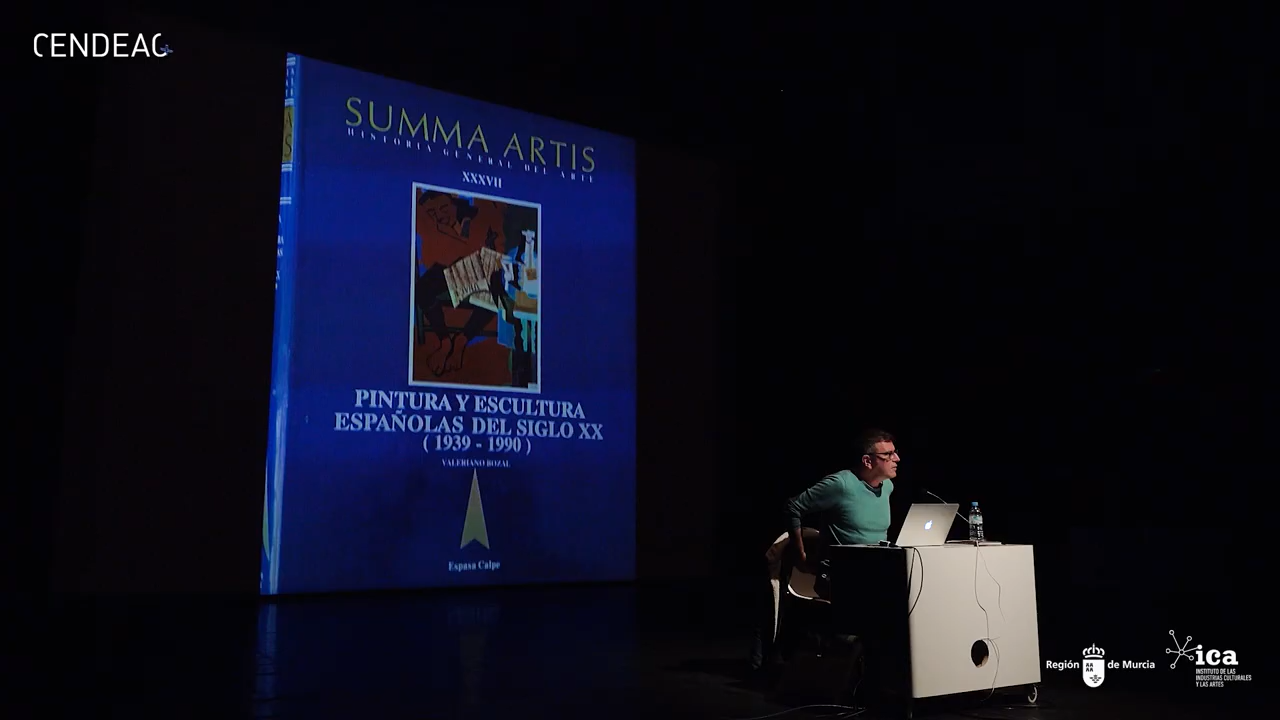 CENDEAC
SUMMA ARTIS
HISTORIA GENERAL DEL ARTE
XXXVII
PINTURA Y ESCULTURA
ESPAÑOLAS DEL SIGLO XX
( 1939 - 1990 )
VALERIANO BOZAL
Espasa Calpe
Región de Murcia
ica
INSTITUTO DE LAS
INDUSTRIAS CULTURALES
Y LAS ARTES